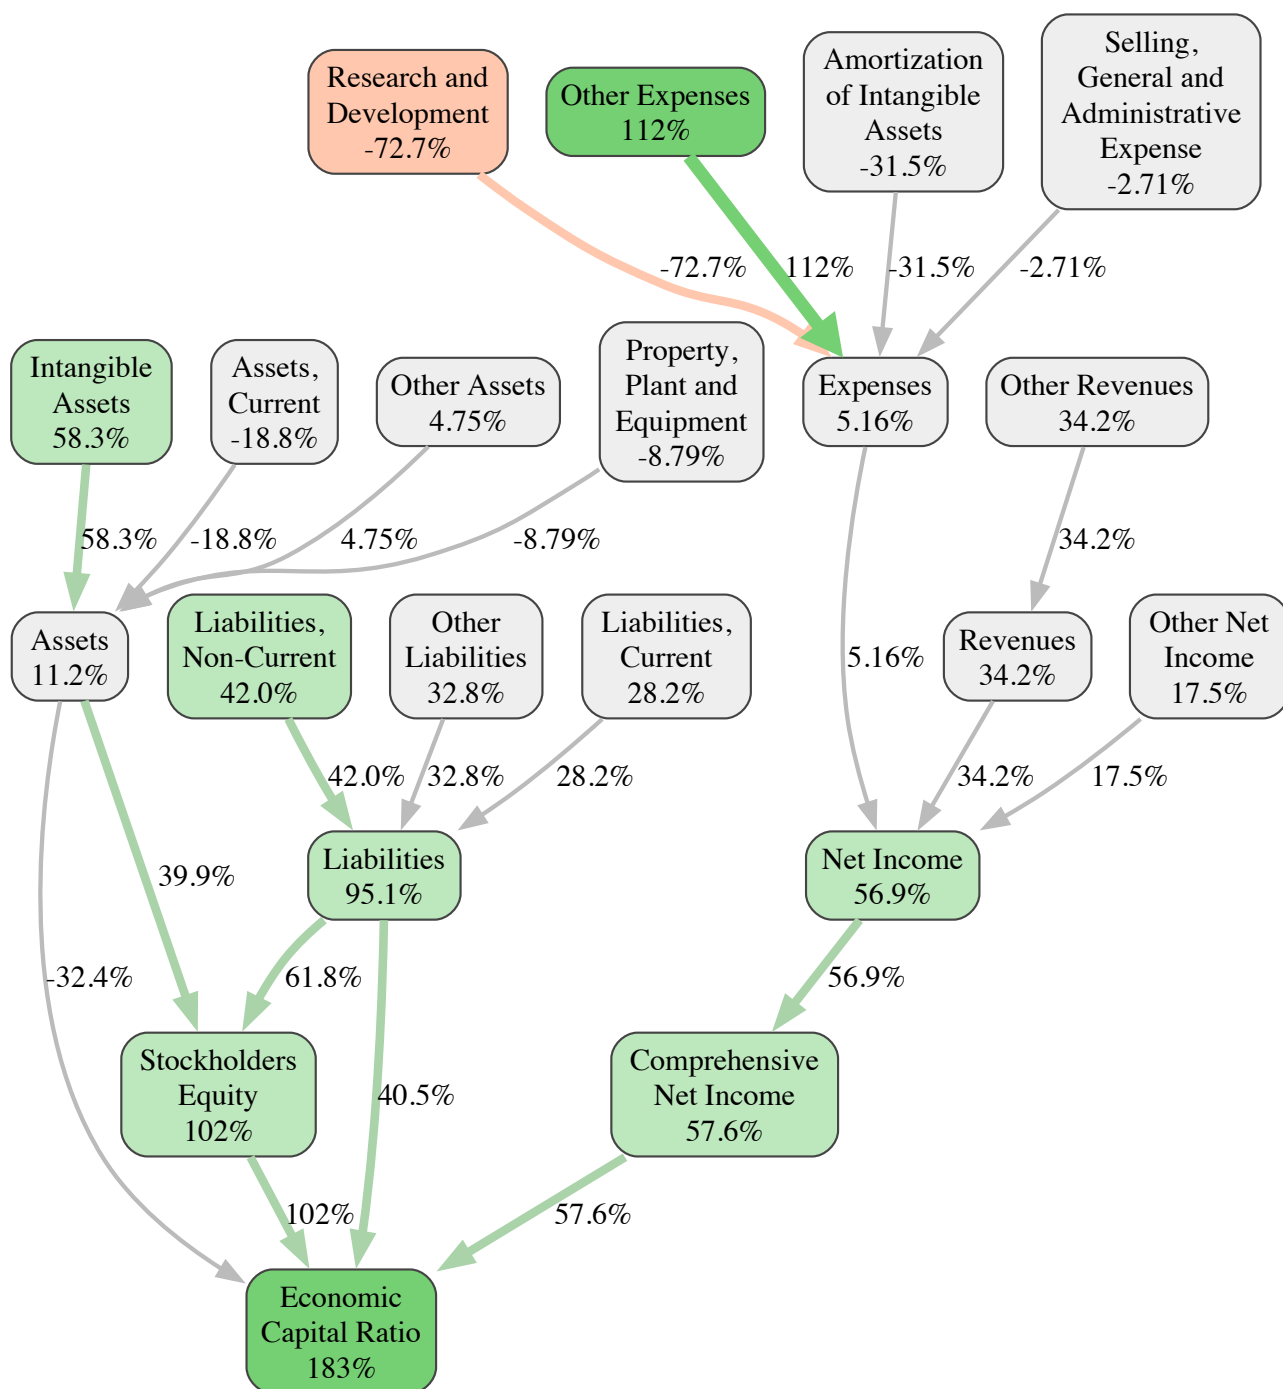 Research and
Development
-72.7%
Other Expenses
112%
Amortization
of Intangible
Assets
-31.5%
Selling,
General and
Administrative
Expense
-2.71%
-72.7%
112%
-31.5%
-2.71%
Intangible
Assets
58.3%
Assets,
Current
-18.8%
Other Assets
4.75%
Property,
Plant and
Equipment
-8.79%
Expenses
5.16%
Other Revenues
34.2%
58.3%
-18.8%
4.75%
-8.79%
34.2%
Assets
11.2%
Liabilities,
Non-Current
42.0%
Other
Liabilities
32.8%
Liabilities,
Current
28.2%
5.16%
Revenues
34.2%
Other Net
Income
17.5%
42.0%
32.8%
28.2%
34.2%
17.5%
39.9%
Liabilities
95.1%
Net Income
56.9%
-32.4%
61.8%
56.9%
Stockholders
Equity
102%
40.5%
Comprehensive
Net Income
57.6%
102%
57.6%
Economic
Capital Ratio
183%